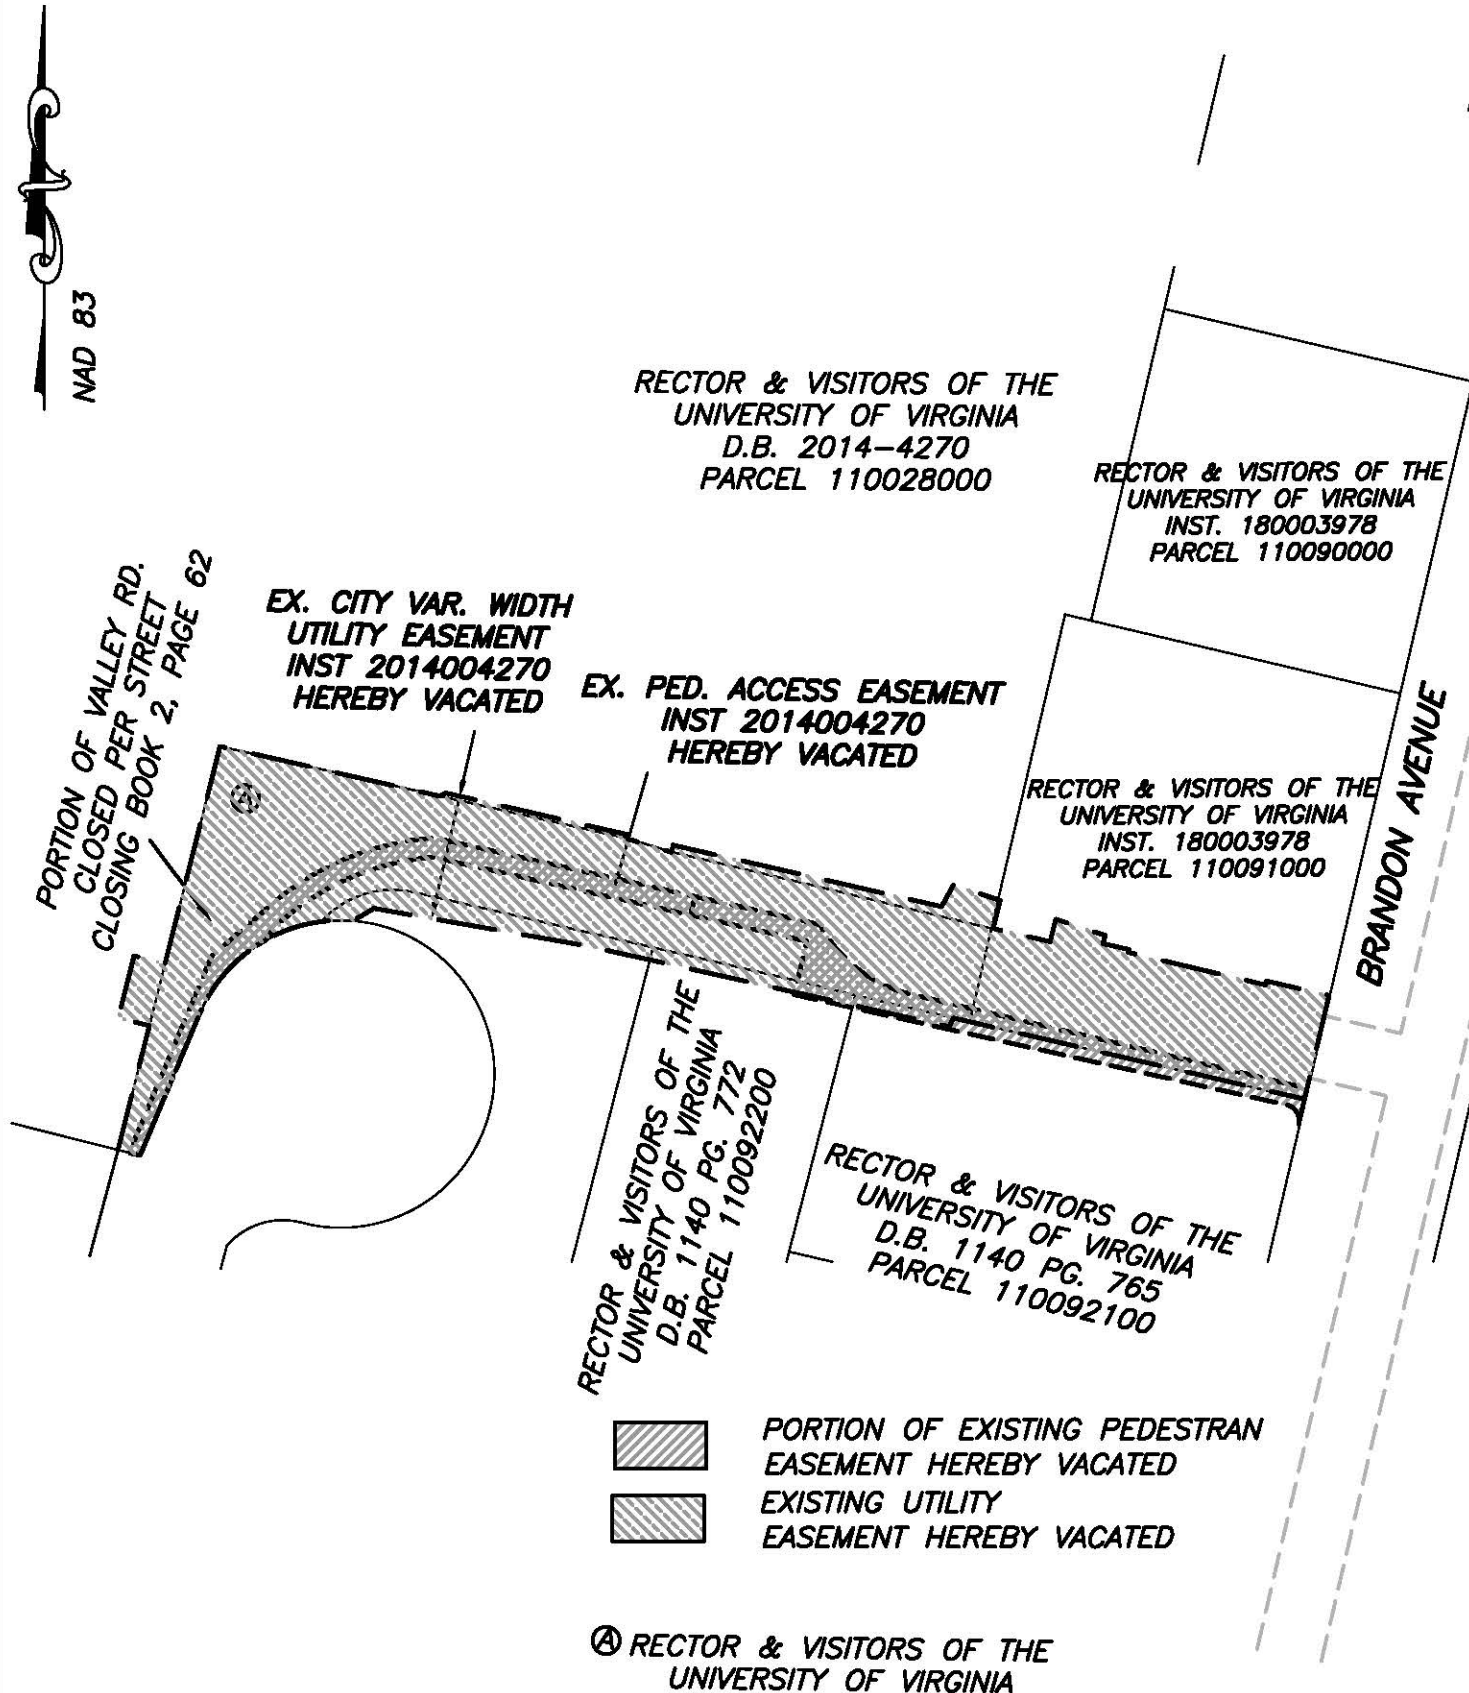 NAD 83
RECTOR & VISITORS OF THE
UNIVERSITY OF VIRGINIA
D.B. 2014-4270
PARCEL 110028000
RECTOR & VISITORS OF THE
UNIVERSITY OF VIRGINIA
INST. 180003978
PARCEL 110090000
PORTION OF VALLEY RD.
CLOSED PER STREET
CLOSING BOOK 2, PAGE 62
EX. CITY VAR. WIDTH
UTILITY EASEMENT
INST 2014004270
HEREBY VACATED
EX. PED. ACCESS EASEMENT
INST 2014004270
HEREBY VACATED
RECTOR & VISITORS OF THE
UNIVERSITY OF VIRGINIA
INST. 180003978
PARCEL 110091000
BRANDON AVENUE
A
RECTOR & VISITORS OF THE
UNIVERSITY OF VIRGINIA
D.B. 1140 PG. 772
PARCEL 110092200
RECTOR & VISITORS OF THE
UNIVERSITY OF VIRGINIA
D.B. 1140 PG. 765
PARCEL 110092100
PORTION OF EXISTING PEDESTRAN
EASEMENT HEREBY VACATED
EXISTING UTILITY
EASEMENT HEREBY VACATED
Ⓐ RECTOR & VISITORS OF THE
UNIVERSITY OF VIRGINIA